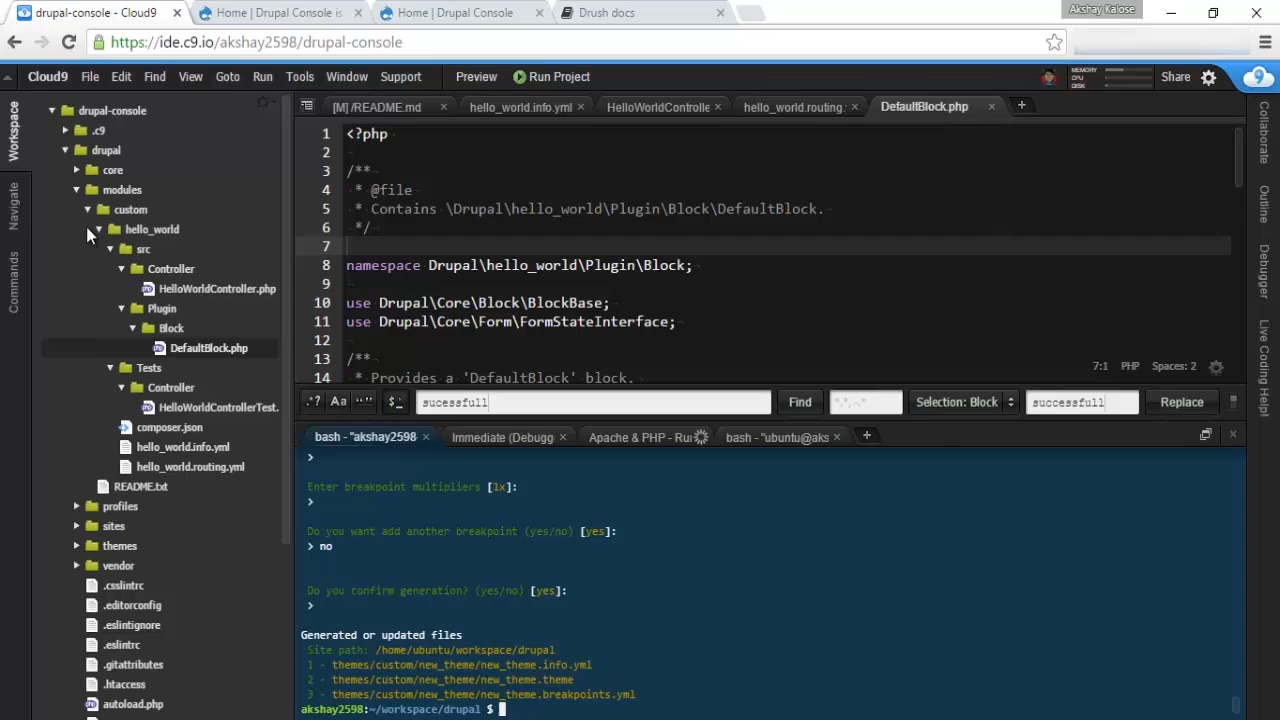 drupal-console - Cloud9
Home | Drupal Console is
Home | Drupal Console
Drush docs
Akshay Kalose
https://ide.c9.io/akshay2598/drupal-console
Cloud9 File Edit Find View Goto Run Tools Window Support Preview Run Project
MEMORY
CPU
DISK
Share
Workspace
Navigate
Commands
drupal-console
.c9
drupal
core
modules
custom
hello_world
src
Controller
HelloWorldController.php
Plugin
Block
DefaultBlock.php
Tests
Controller
HelloWorldControllerTest.
composer.json
hello_world.info.yml
hello_world.routing.yml
README.txt
profiles
sites
themes
vendor
.csslintrc
.editorconfig
.eslintignore
.eslintrc
.gitattributes
.htaccess
autoload.php
[M] /README.md
hello_world.info.yml
HelloWorldControlle
hello_world.routing.
DefaultBlock.php
1 <?php
2
3 /**
4 * @file
5 * Contains \Drupal\hello_world\Plugin\Block\DefaultBlock.
6 */
7
8 namespace Drupal\hello_world\Plugin\Block;
9
10 use Drupal\Core\Block\BlockBase;
11 use Drupal\Core\Form\FormStateInterface;
12
13 /**
14 * Provides a 'DefaultBlock' block.
7:1 PHP Spaces: 2
.? Aa "" $_ sucessfull Find *.* Selection: Block successfull Replace
bash - "akshay2598
Immediate (Debugg
Apache & PHP - Ru
bash - "ubuntu@aks
>
Enter breakpoint multipliers [1x]:
>
Do you want add another breakpoint (yes/no) [yes]:
> no
Do you confirm generation? (yes/no) [yes]:
>
Generated or updated files
Site path: /home/ubuntu/workspace/drupal
1 - themes/custom/new_theme/new_theme.info.yml
2 - themes/custom/new_theme/new_theme.theme
3 - themes/custom/new_theme/new_theme.breakpoints.yml
akshay2598:~/workspace/drupal $
Collaborate
Outline
Debugger
Live Coding Help!